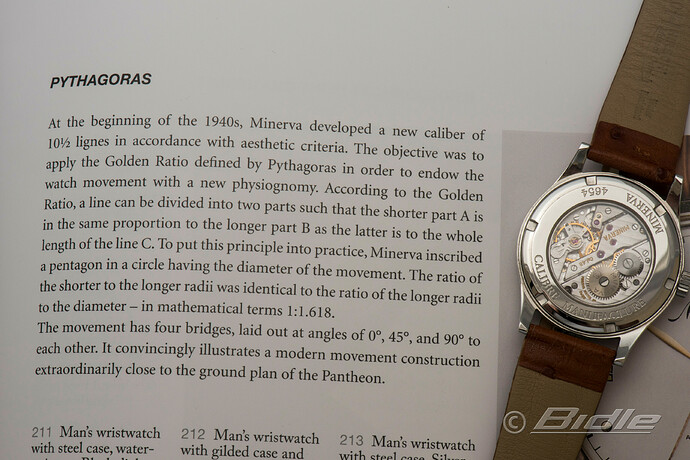 PYTHAGORAS
At the beginning of the 1940s, Minerva developed a new caliber of
10½ lignes in accordance with aesthetic criteria. The objective was to
apply the Golden Ratio defined by Pythagoras in order to endow the
watch movement with a new physiognomy. According to the Golden
Ratio, a line can be divided into two parts such that the shorter part A is
in the same proportion to the longer part B as the latter is to the whole
length of the line C. To put this principle into practice, Minerva inscribed
a pentagon in a circle having the diameter of the movement. The ratio of
the shorter to the longer radii was identical to the ratio of the longer radii
to the diameter – in mathematical terms 1:1.618.
The movement has four bridges, laid out at angles of 0°, 45°, and 90° to
each other. It convincingly illustrates a modern movement construction
extraordinarily close to the ground plan of the Pantheon.
211 Man's wristwatch
with steel case, water-
212 Man's wristwatch
with gilded case and
213 Man's wristwatch
with steel case. Silver
4854
MINERVA
CALIBRE MANUFACTURE
MINERVA
© Bidle